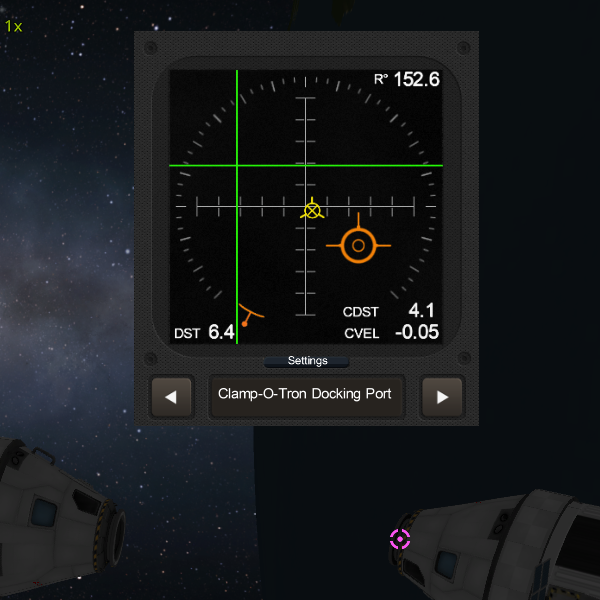 1x
R° 152.6
CDST 4.1
DST 6.4 CVEL -0.05
Settings
Clamp-O-Tron Docking Port